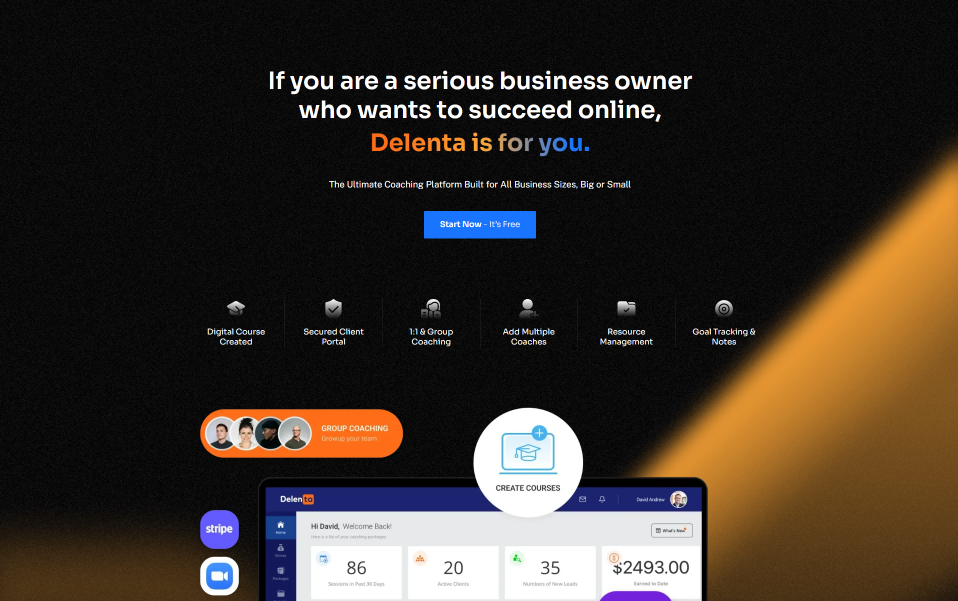 If you are a serious business owner
who wants to succeed online,
Delenta is for you.
The Ultimate Coaching Platform Built for All Business Sizes, Big or Small
Start Now - It's Free
Digital Course
Created
Secured Client
Portal
1:1 & Group
Coaching
Add Multiple
Coaches
Resource
Management
Goal Tracking &
Notes
GROUP COACHING
Growup your team
CREATE COURSES
Delenta
David Andrew
stripe
Home
Hi David, Welcome Back!
Here is a list of your coaching packages
What's New
Packages
86
Sessions in Past 30 Days
20
Active Clients
35
Numbers of New Leads
$2493.00
Earned to Date